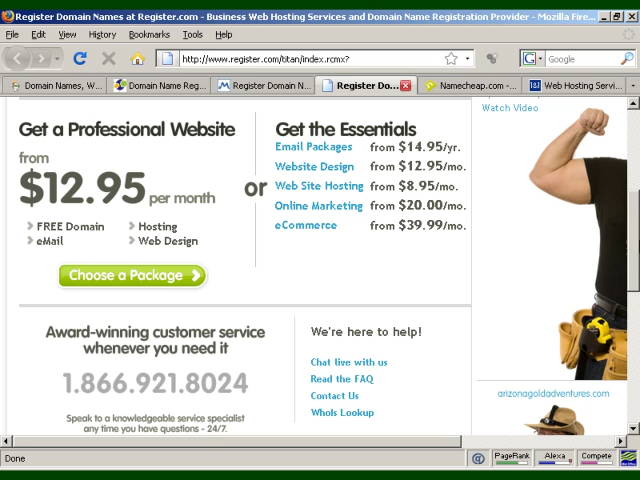 Register Domain Names at Register.com - Business Web Hosting Services and Domain Name Registration Provider - Mozilla Fire...
File Edit View History Bookmarks Tools Help
http://www.register.com/titan/index.rcmx?
Google
Domain Names, W...
Domain Name Reg...
Register Domain N...
Register Do...
Namecheap.com -...
Web Hosting Servi...
Watch Video
Get a Professional Website
from
$12.95 per month
FREE Domain
Hosting
eMail
Web Design
Choose a Package
or
Get the Essentials
Email Packages from $14.95/yr.
Website Design from $12.95/mo.
Web Site Hosting from $8.95/mo.
Online Marketing from $20.00/mo.
eCommerce from $39.99/mo.
Award-winning customer service
whenever you need it
1.866.921.8024
Speak to a knowledgeable service specialist
any time you have questions - 24/7.
We're here to help!
Chat live with us
Read the FAQ
Contact Us
WhoIs Lookup
arizonagoldadventures.com
Done
PageRank
Alexa
Compete